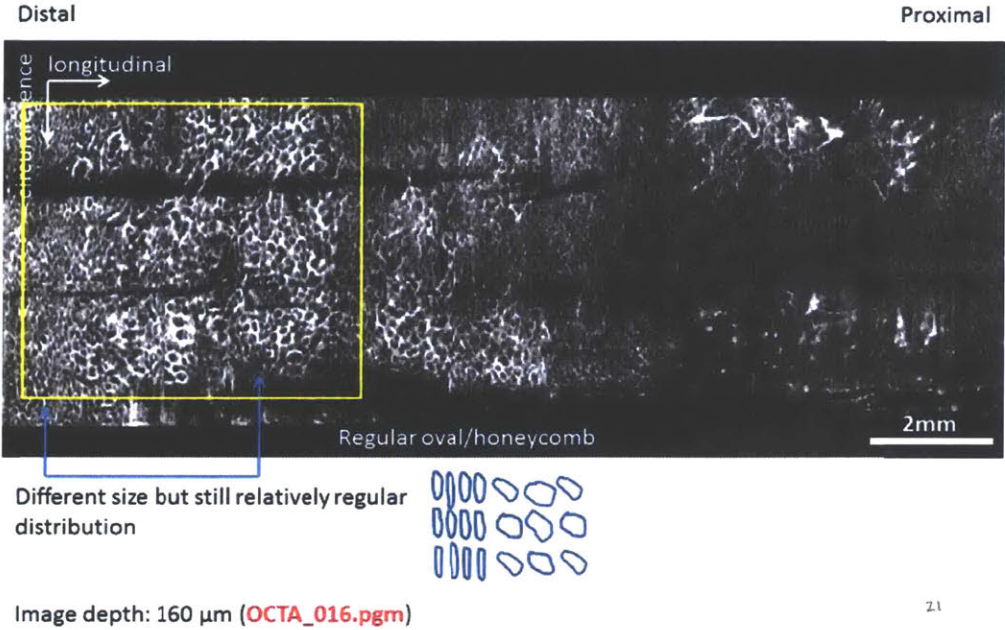 Distal
Proximal
longitudinal
circumference
2mm
Regular oval/honeycomb
Different size but still relatively regular
distribution
Image depth: 160 µm (OCTA_016.pgm)
21